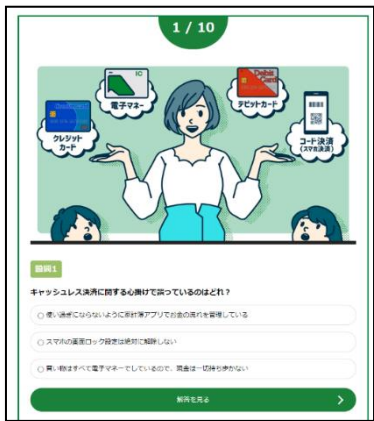 1 / 10
IC
電子マネー
Debit Card
デビットカード
クレジット
カード
コード決済
(スマホ決済)
設問1
キャッシュレス決済に関する心掛けで誤っているのはどれ？
使い過ぎにならないように家計簿アプリでお金の流れを管理している
スマホの画面ロック設定は絶対に解除しない
買い物はすべて電子マネーでしているので、現金は一切持ち歩かない
解答を見る